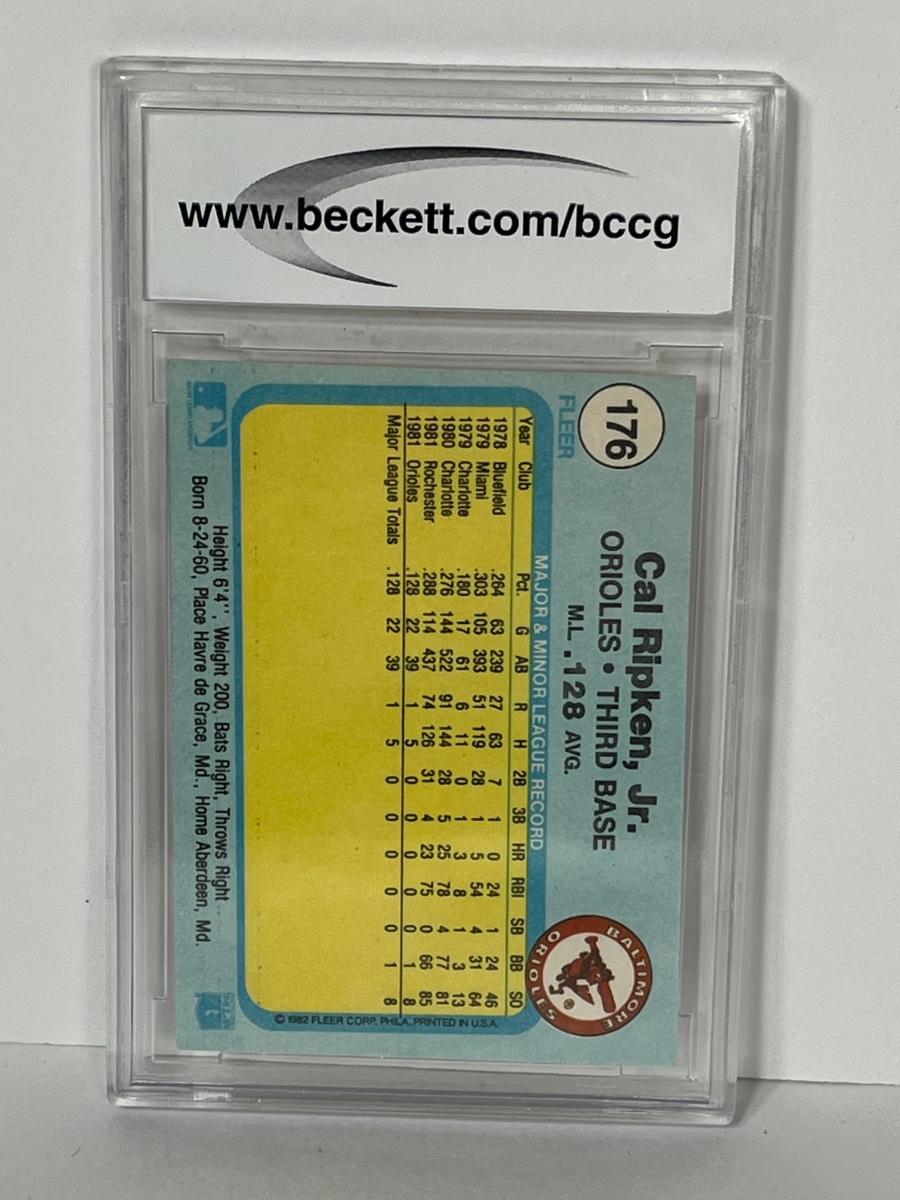 www.beckett.com/bccg
176
FLEER
Cal Ripken, Jr.
ORIOLES • THIRD BASE
M.L. .128 AVG.
BALTIMORE
ORIOLES
®
MAJOR & MINOR LEAGUE RECORD
Year Club Pct. G AB R H 2B 3B HR RBI SB BB SO
1978 Bluefield .264 63 239 27 63 7 1 0 24 1 24 46
1979 Miami .303 105 393 51 119 28 1 5 54 4 31 64
1979 Charlotte .180 17 61 6 11 0 1 3 8 1 3 13
1980 Charlotte .276 144 522 91 144 28 5 25 78 4 77 81
1981 Rochester .288 114 437 74 126 31 4 23 75 0 66 85
1981 Orioles .128 22 39 1 5 0 0 0 0 0 1 8
Major League Totals .128 22 39 1 5 0 0 0 0 0 1 8
© 1982 FLEER CORP. PHILA. PRINTED IN U.S.A.
Height 6'4", Weight 200, Bats Right, Throws Right
Born 8-24-60, Place Havre de Grace, Md., Home Aberdeen, Md.